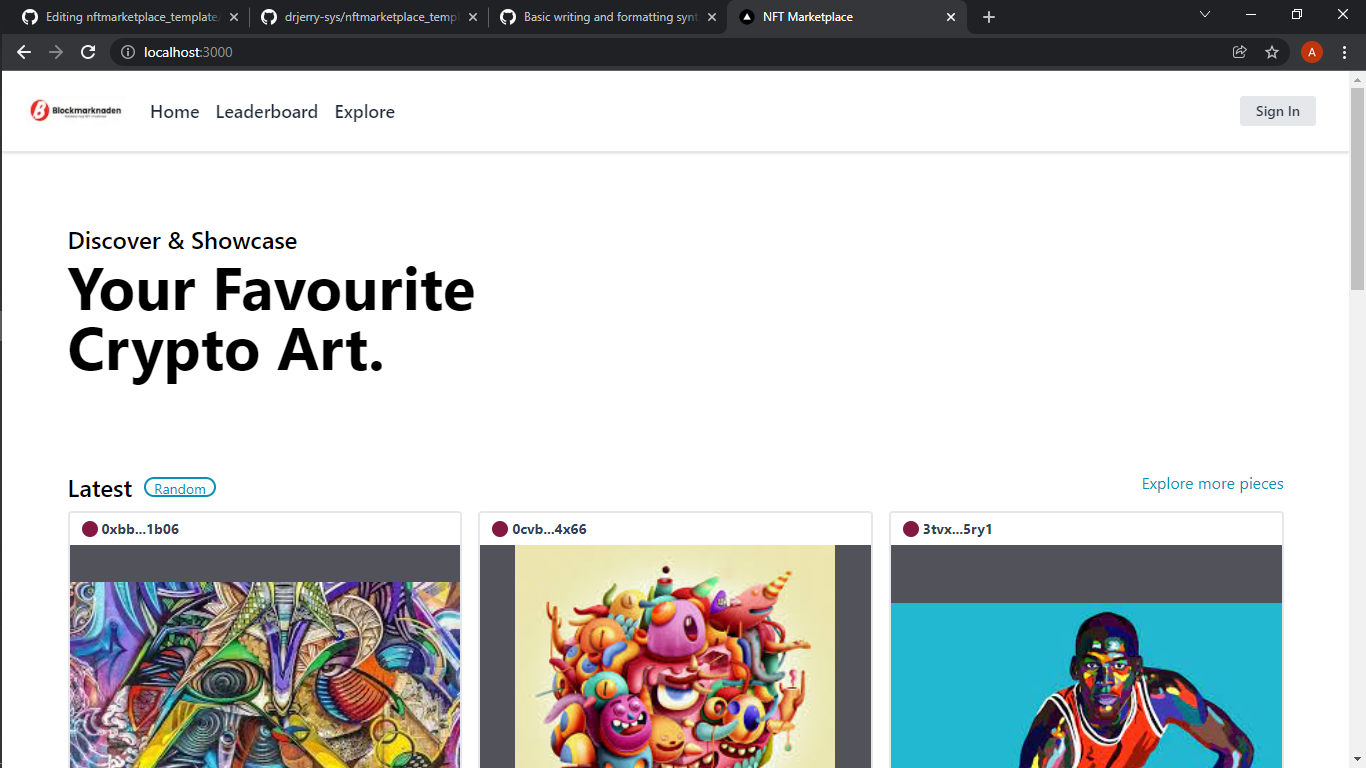 Editing nftmarketplace_template/
drjerry-sys/nftmarketplace_templ
Basic writing and formatting synt
NFT Marketplace
localhost:3000
A
Blockmarknaden
Home
Leaderboard
Explore
Sign In
Discover & Showcase
Your Favourite
Crypto Art.
Latest
Random
Explore more pieces
0xbb...1b06
0cvb...4x66
3tvx...5ry1